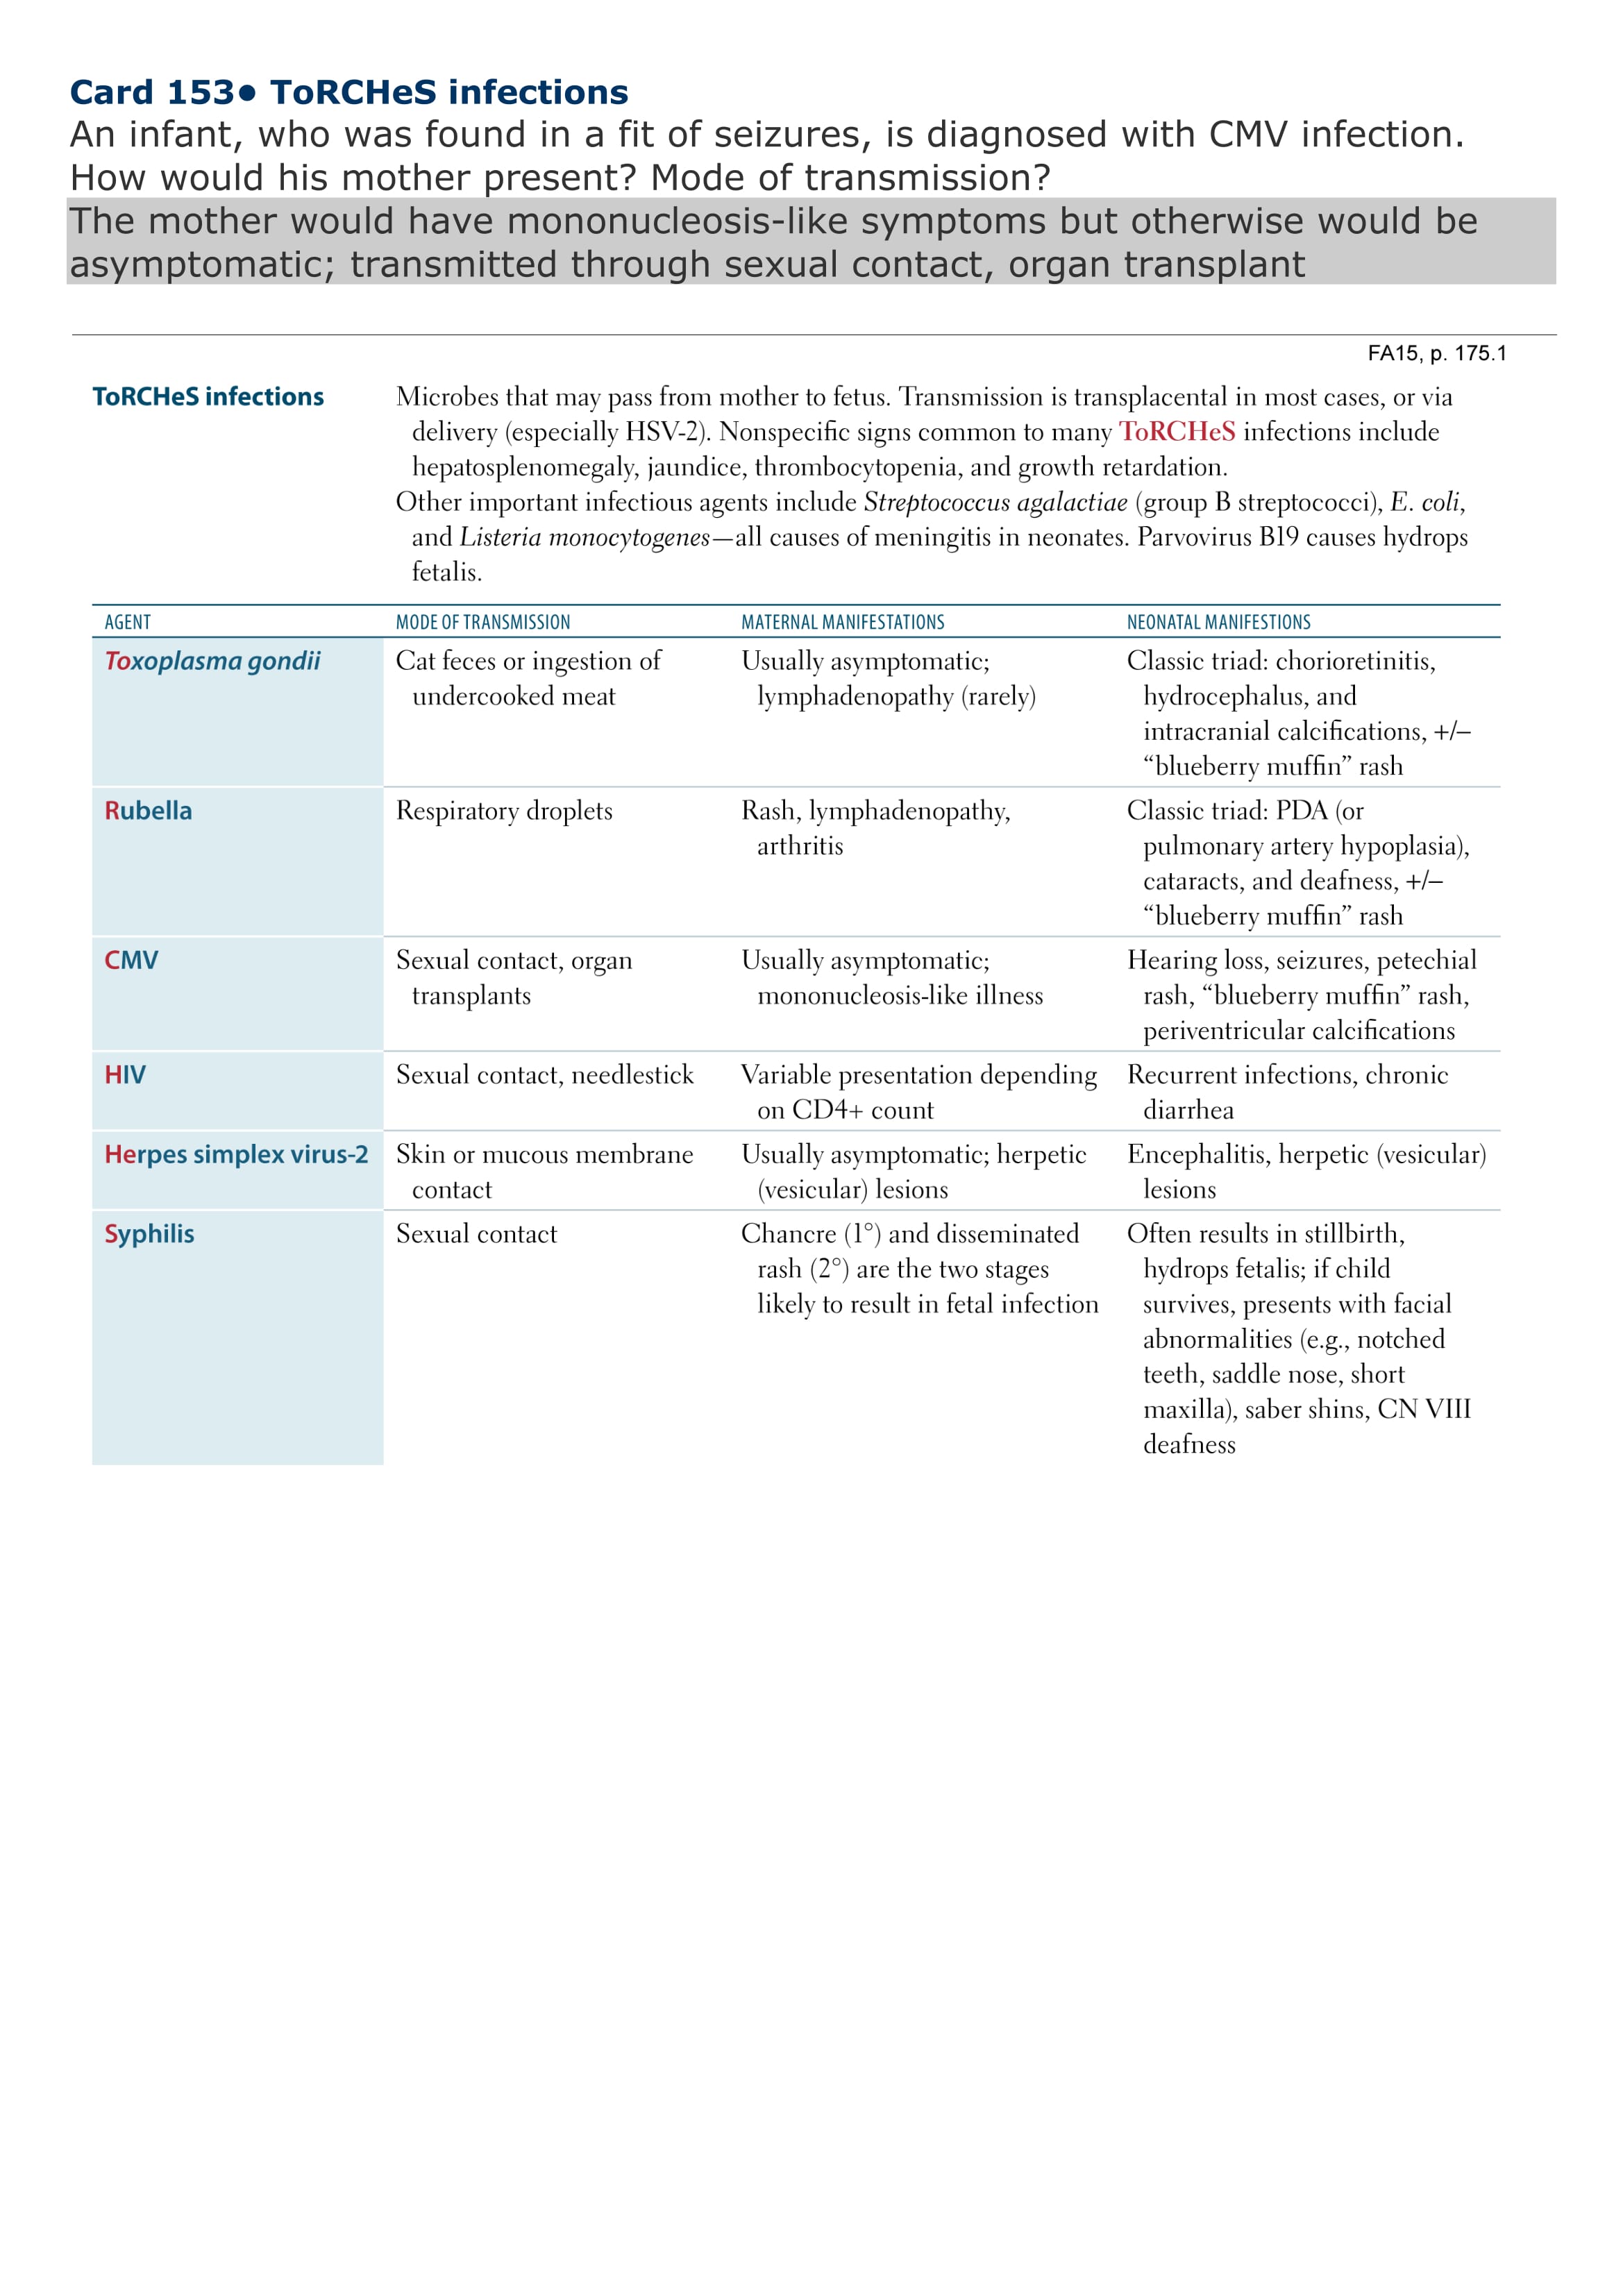 Card 153• ToRCHeS infections
An infant, who was found in a fit of seizures, is diagnosed with CMV infection.
How would his mother present? Mode of transmission?
The mother would have mononucleosis-like symptoms but otherwise would be
asymptomatic; transmitted through sexual contact, organ transplant
FA15, p. 175.1
ToRCHeS infections
Microbes that may pass from mother to fetus. Transmission is transplacental in most cases, or via
delivery (especially HSV-2). Nonspecific signs common to many ToRCHeS infections include
hepatosplenomegaly, jaundice, thrombocytopenia, and growth retardation.
Other important infectious agents include Streptococcus agalactiae (group B streptococci), E. coli,
and Listeria monocytogenes—all causes of meningitis in neonates. Parvovirus B19 causes hydrops
fetalis.
AGENT
MODE OF TRANSMISSION
MATERNAL MANIFESTATIONS
NEONATAL MANIFESTIONS
Toxoplasma gondii
Cat feces or ingestion of
undercooked meat
Usually asymptomatic;
lymphadenopathy (rarely)
Classic triad: chorioretinitis,
hydrocephalus, and
intracranial calcifications, +/–
“blueberry muffin” rash
Rubella
Respiratory droplets
Rash, lymphadenopathy,
arthritis
Classic triad: PDA (or
pulmonary artery hypoplasia),
cataracts, and deafness, +/–
“blueberry muffin” rash
CMV
Sexual contact, organ
transplants
Usually asymptomatic;
mononucleosis-like illness
Hearing loss, seizures, petechial
rash, “blueberry muffin” rash,
periventricular calcifications
HIV
Sexual contact, needlestick
Variable presentation depending
on CD4+ count
Recurrent infections, chronic
diarrhea
Herpes simplex virus-2
Skin or mucous membrane
contact
Usually asymptomatic; herpetic
(vesicular) lesions
Encephalitis, herpetic (vesicular)
lesions
Syphilis
Sexual contact
Chancre (1°) and disseminated
rash (2°) are the two stages
likely to result in fetal infection
Often results in stillbirth,
hydrops fetalis; if child
survives, presents with facial
abnormalities (e.g., notched
teeth, saddle nose, short
maxilla), saber shins, CN VIII
deafness